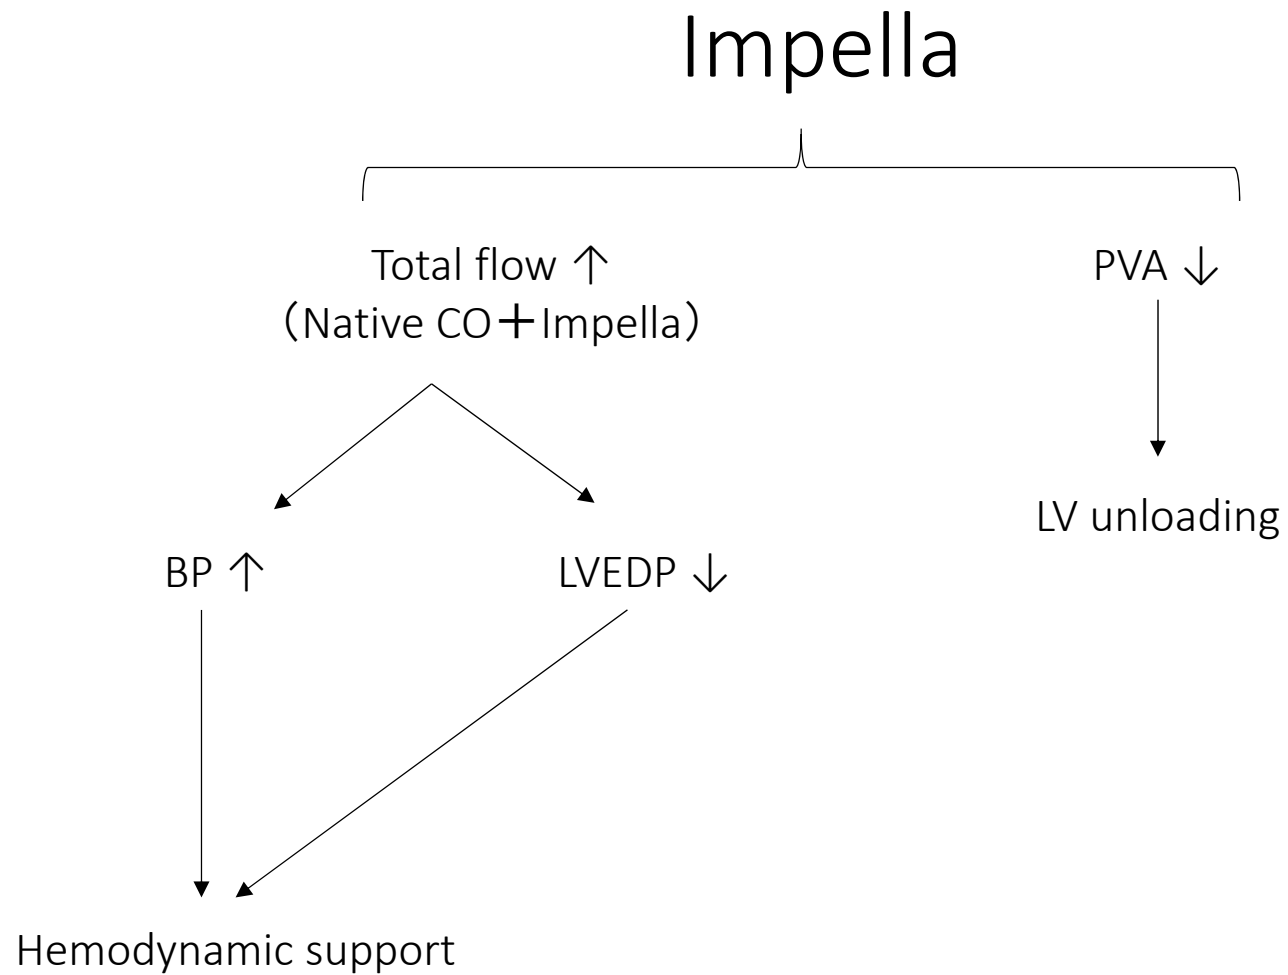 Impella
Total flow ↑
（Native CO＋Impella）
PVA ↓
LV unloading
BP ↑
LVEDP ↓
Hemodynamic support